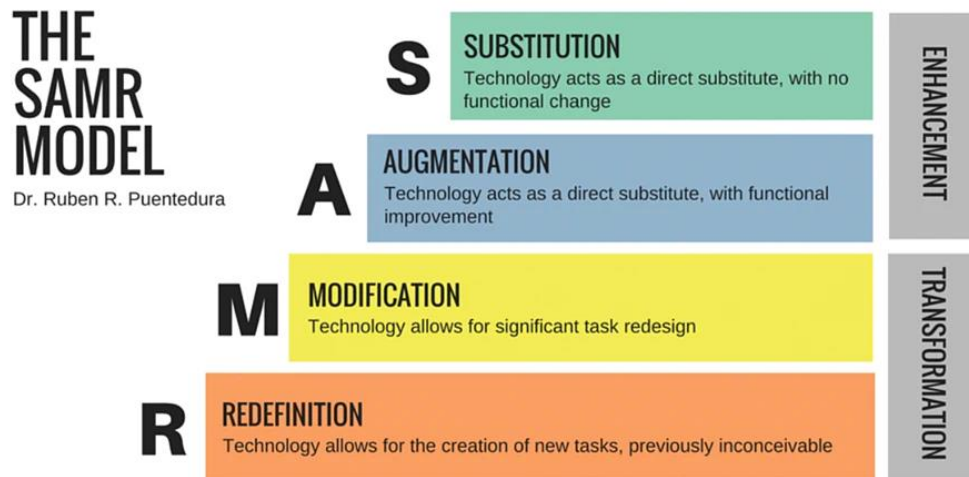 THE
SAMR
MODEL
Dr. Ruben R. Puentedura
S
SUBSTITUTION
Technology acts as a direct substitute, with no
functional change
A
AUGMENTATION
Technology acts as a direct substitute, with functional
improvement
ENHANCEMENT
M
MODIFICATION
Technology allows for significant task redesign
R
REDEFINITION
Technology allows for the creation of new tasks, previously inconceivable
TRANSFORMATION